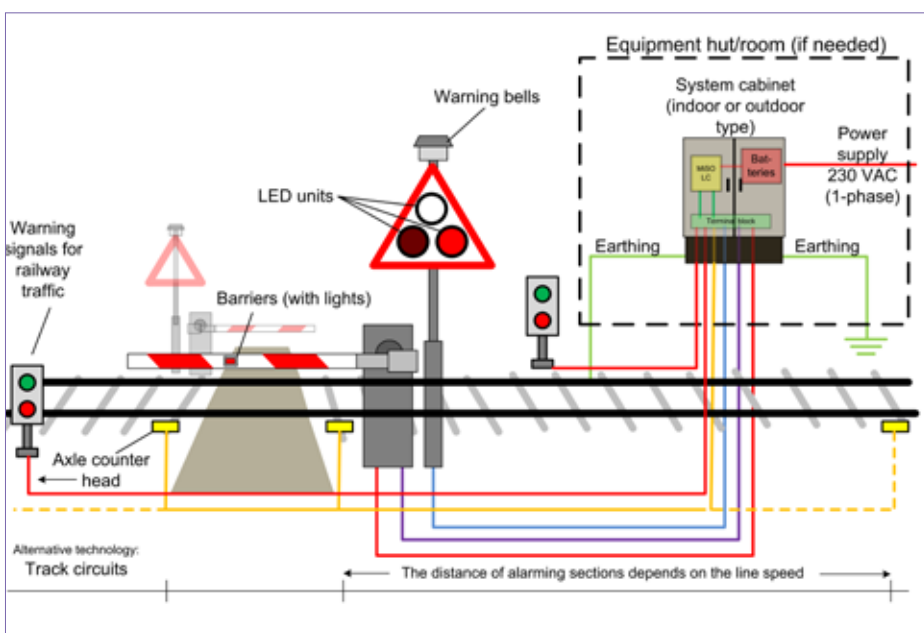 Equipment hut/room (if needed)
System cabinet
(indoor or outdoor
type)
Warning bells
Power
supply
230 VAC
(1-phase)
MISO
LC
Bat-
teries
Terminal block
LED units
Warning
signals for
railway
traffic
Earthing
Earthing
Barriers (with lights)
Axle counter
head
Alternative technology:
Track circuits
The distance of alarming sections depends on the line speed